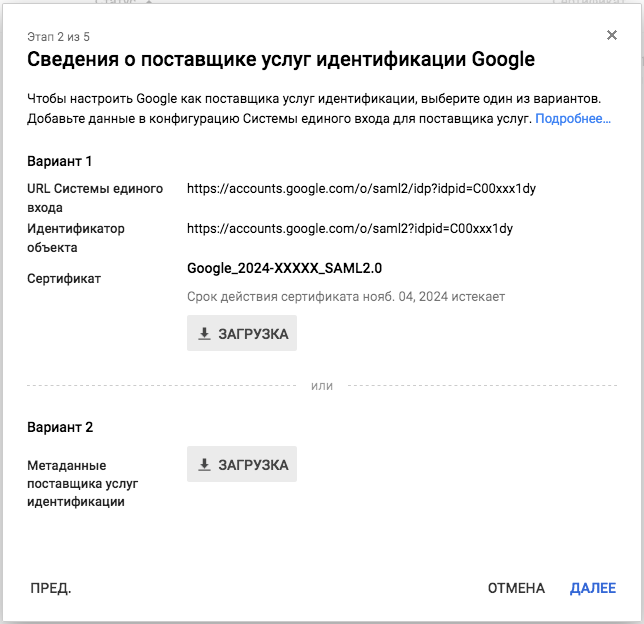 Этап 2 из 5
Сведения о поставщике услуг идентификации Google
Чтобы настроить Google как поставщика услуг идентификации, выберите один из вариантов.
Добавьте данные в конфигурацию Системы единого входа для поставщика услуг. Подробнее...
Вариант 1
URL Системы единого
входа
https://accounts.google.com/o/saml2/idp?idpid=C00xxx1dy
Идентификатор
объекта
https://accounts.google.com/o/saml2?idpid=C00xxx1dy
Сертификат
Google_2024-XXXXX_SAML2.0
Срок действия сертификата нояб. 04, 2024 истекает
ЗАГРУЗКА
или
Вариант 2
Метаданные
поставщика услуг
идентификации
ЗАГРУЗКА
ПРЕД.
ОТМЕНА
ДАЛЕЕ